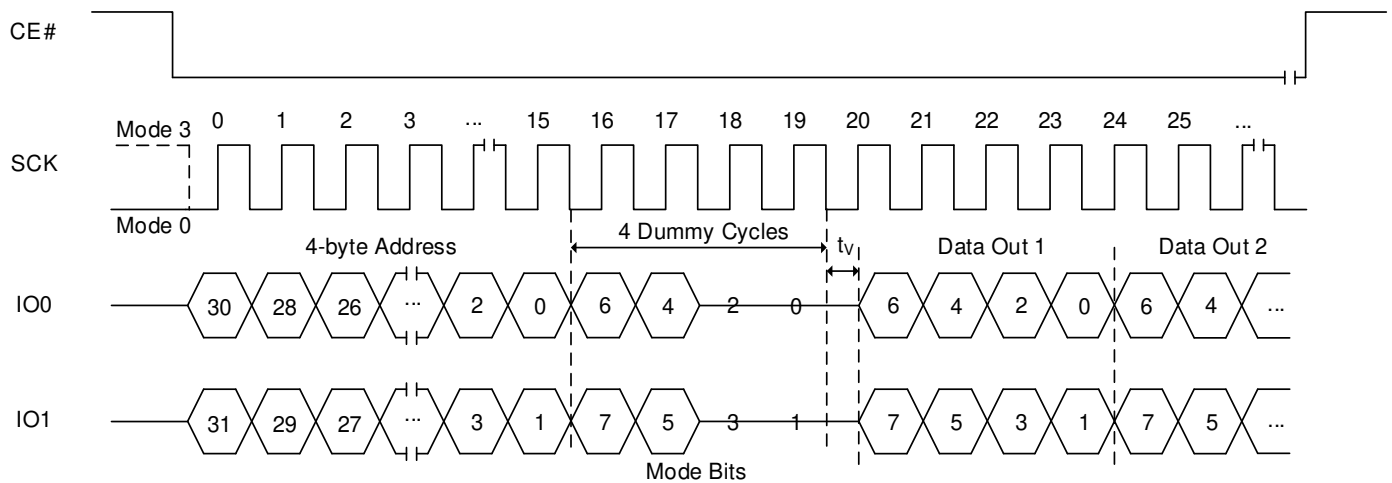 CE#
0 1 2 3 ... 15 16 17 18 19 20 21 22 23 24 25 ...
Mode 3
SCK
Mode 0
4-byte Address 4 Dummy Cycles tV Data Out 1 Data Out 2
IO0 30 28 26 ... 2 0 6 4 2 0 6 4 2 0 6 4 ...
IO1 31 29 27 ... 3 1 7 5 3 1 7 5 3 1 7 5 ...
Mode Bits